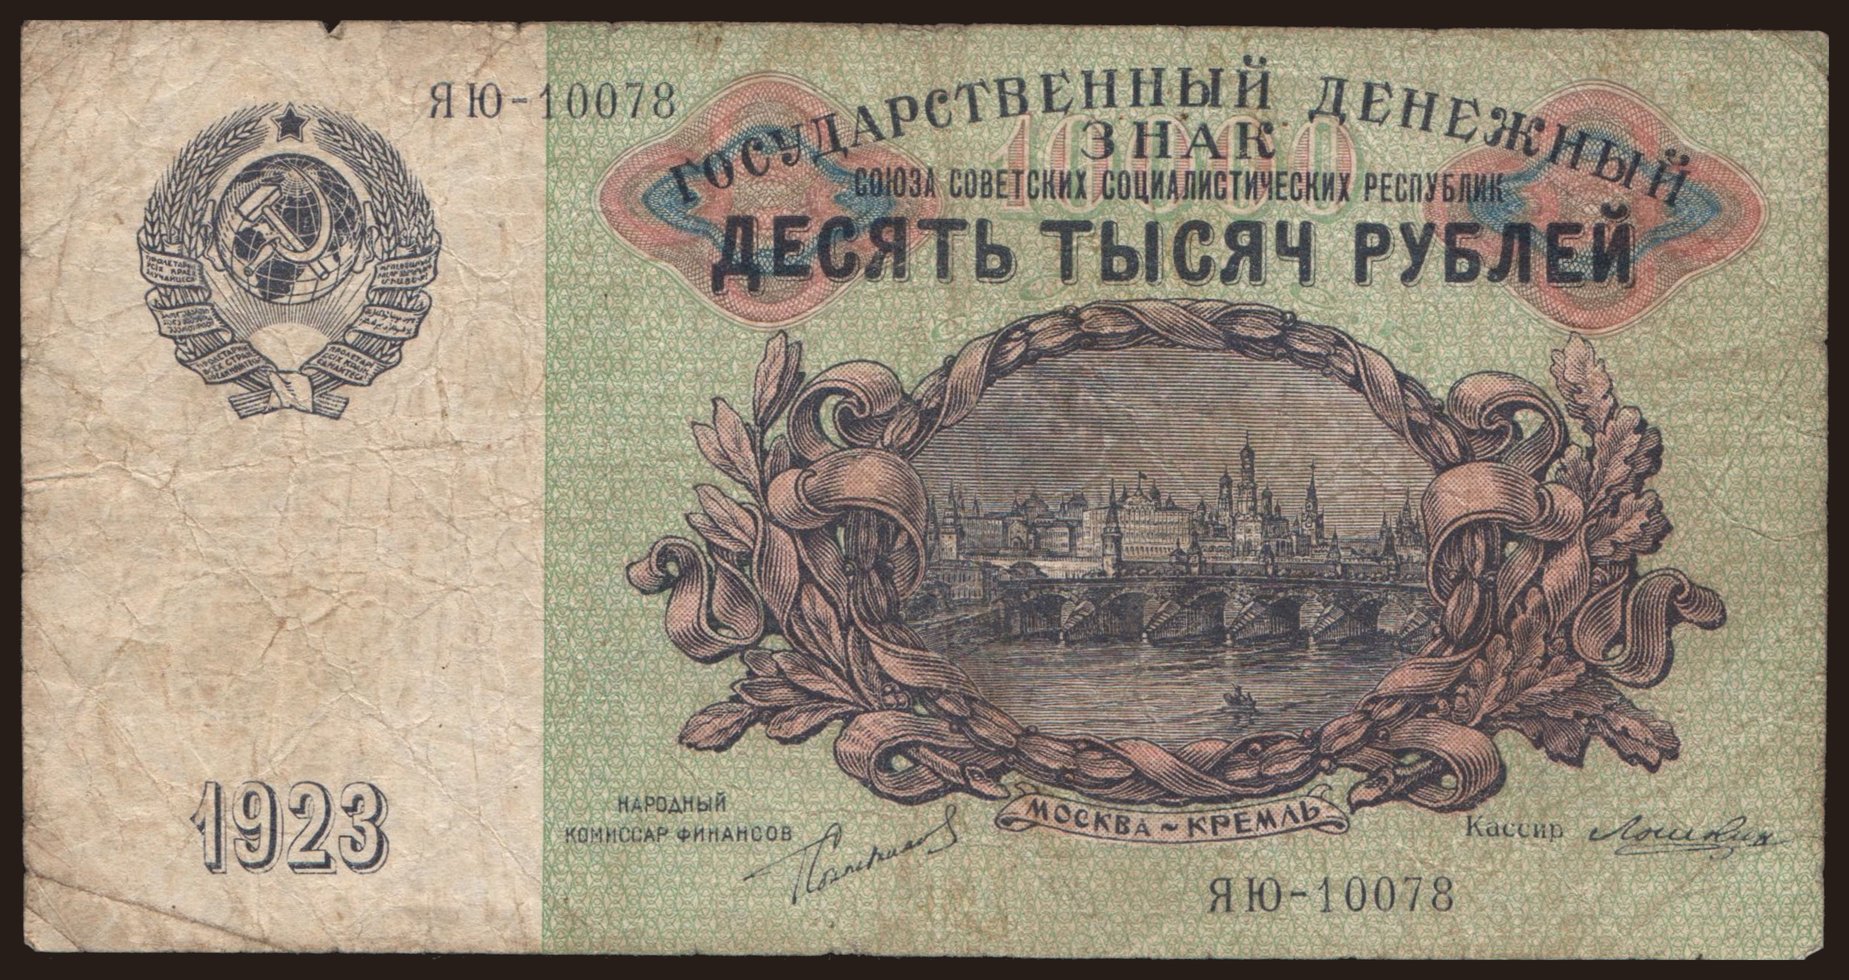 ЯЮ-10078
ГОСУДАРСТВЕННЫЙ ДЕНЕЖНЫЙ
ЗНАК
10000
СОЮЗА СОВЕТСКИХ СОЦИАЛИСТИЧЕСКИХ РЕСПУБЛИК
ДЕСЯТЬ ТЫСЯЧ РУБЛЕЙ
1923
НАРОДНЫЙ
КОМИССАР ФИНАНСОВ
МОСКВА ~ КРЕМЛЬ
Кассир
ЯЮ-10078